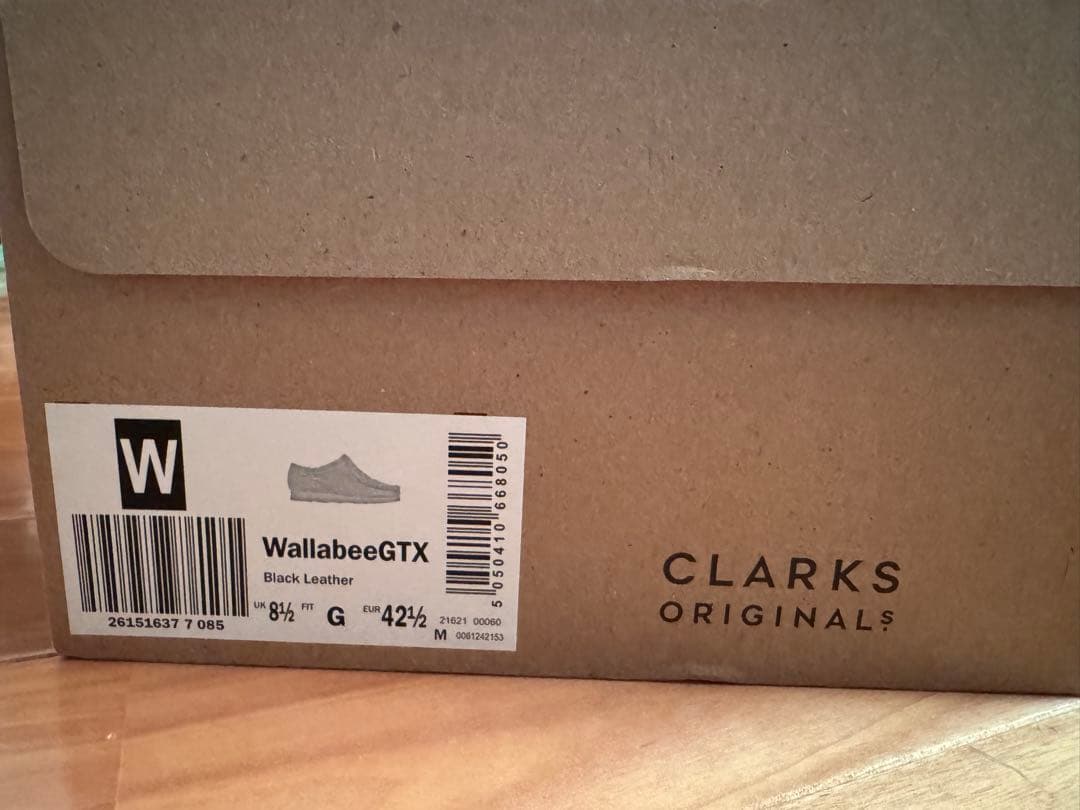 W
26151637 7 085
WallabeeGTX
Black Leather
UK 8½ FIT G EUR 42½
5 050410 668050
21621 00060
M 0061242153
CLARKS
ORIGINALS